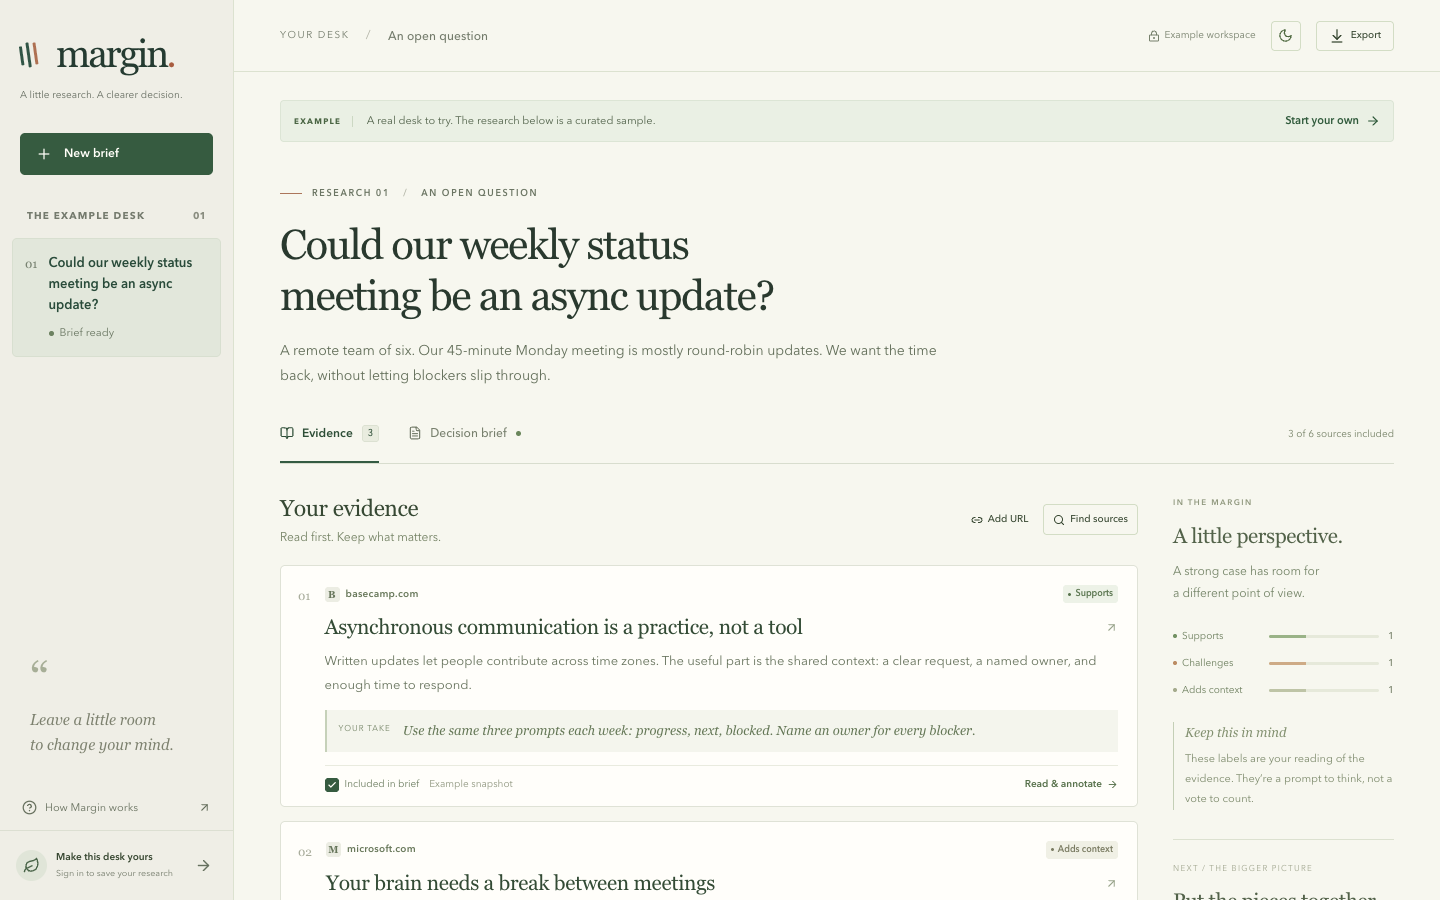 margin.
A little research. A clearer decision.
New brief
THE EXAMPLE DESK 01
01 Could our weekly status
meeting be an async
update?
Brief ready
“
Leave a little room
to change your mind.
How Margin works
Make this desk yours
Sign in to save your research
YOUR DESK / An open question
Example workspace
Export
EXAMPLE A real desk to try. The research below is a curated sample.
Start your own
RESEARCH 01 / AN OPEN QUESTION
Could our weekly status
meeting be an async update?
A remote team of six. Our 45-minute Monday meeting is mostly round-robin updates. We want the time
back, without letting blockers slip through.
Evidence 3
Decision brief
3 of 6 sources included
Your evidence
Read first. Keep what matters.
Add URL
Find sources
01 B basecamp.com
Supports
Asynchronous communication is a practice, not a tool
Written updates let people contribute across time zones. The useful part is the shared context: a clear request, a named owner, and
enough time to respond.
YOUR TAKE Use the same three prompts each week: progress, next, blocked. Name an owner for every blocker.
Included in brief Example snapshot
Read & annotate
02 M microsoft.com
Adds context
Your brain needs a break between meetings
IN THE MARGIN
A little perspective.
A strong case has room for
a different point of view.
Supports 1
Challenges 1
Adds context 1
Keep this in mind
These labels are your reading of the
evidence. They're a prompt to think, not a
vote to count.
NEXT / THE BIGGER PICTURE
Put the pieces together